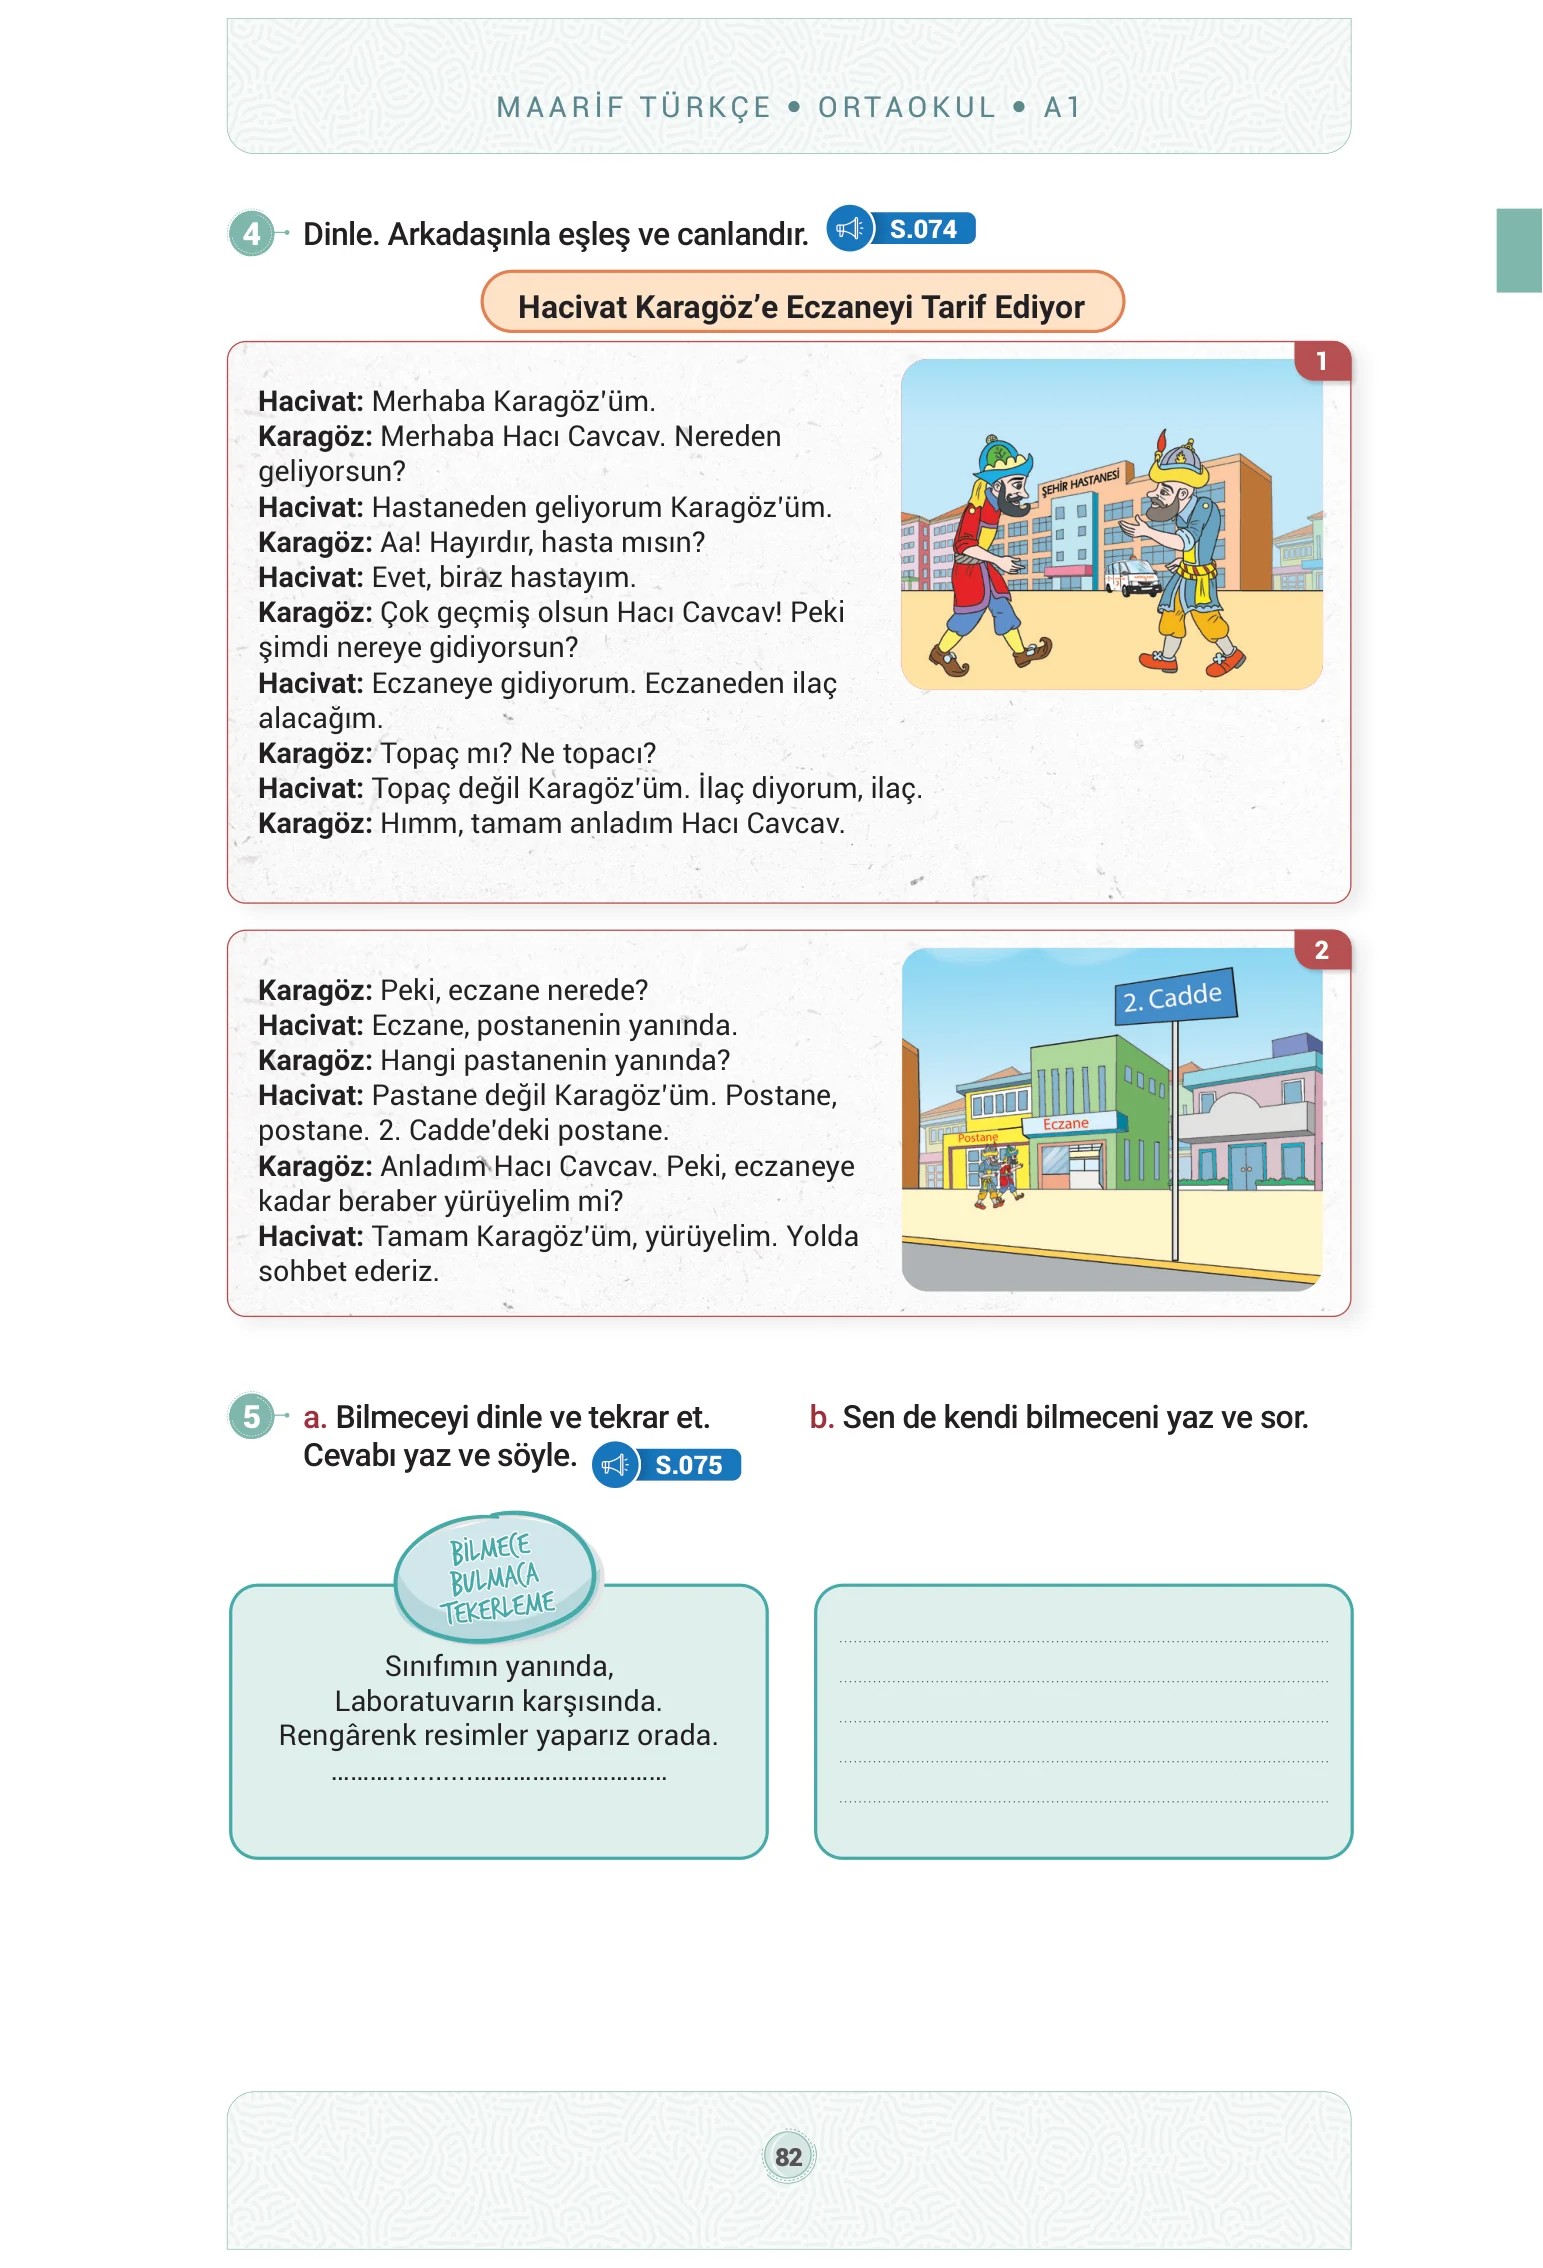 MAARİF TÜRKÇE • ORTAOKUL • A1
4 Dinle. Arkadaşınla eşleş ve canlandır. S.074
Hacivat Karagöz’e Eczaneyi Tarif Ediyor
1
Hacivat: Merhaba Karagöz’üm.
Karagöz: Merhaba Hacı Cavcav. Nereden
geliyorsun?
Hacivat: Hastaneden geliyorum Karagöz’üm.
Karagöz: Aa! Hayırdır, hasta mısın?
Hacivat: Evet, biraz hastayım.
Karagöz: Çok geçmiş olsun Hacı Cavcav! Peki
şimdi nereye gidiyorsun?
Hacivat: Eczaneye gidiyorum. Eczaneden ilaç
alacağım.
Karagöz: Topaç mı? Ne topacı?
Hacivat: Topaç değil Karagöz’üm. İlaç diyorum, ilaç.
Karagöz: Hımm, tamam anladım Hacı Cavcav.
ŞEHİR HASTANESİ
2
Karagöz: Peki, eczane nerede?
Hacivat: Eczane, postanenin yanında.
Karagöz: Hangi pastanenin yanında?
Hacivat: Pastane değil Karagöz’üm. Postane,
postane. 2. Cadde’deki postane.
Karagöz: Anladım Hacı Cavcav. Peki, eczaneye
kadar beraber yürüyelim mi?
Hacivat: Tamam Karagöz’üm, yürüyelim. Yolda
sohbet ederiz.
2. Cadde
Eczane
Postane
5 a. Bilmeceyi dinle ve tekrar et.
Cevabı yaz ve söyle. S.075
b. Sen de kendi bilmeceni yaz ve sor.
BİLMECE
BULMACA
TEKERLEME
Sınıfımın yanında,
Laboratuvarın karşısında.
Rengârenk resimler yaparız orada.
82